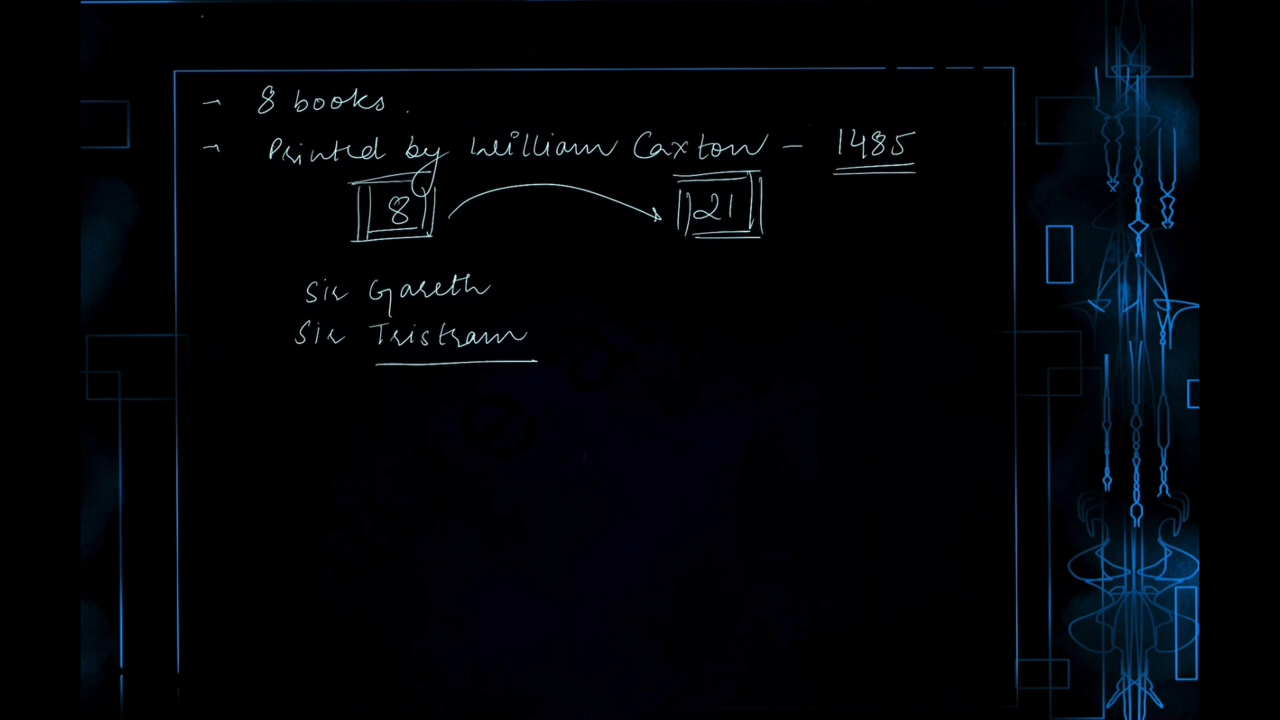 → 8 books.
→ Printed by William Caxton - 1485
8 → 21
Sir Gareth
Sir Tristram